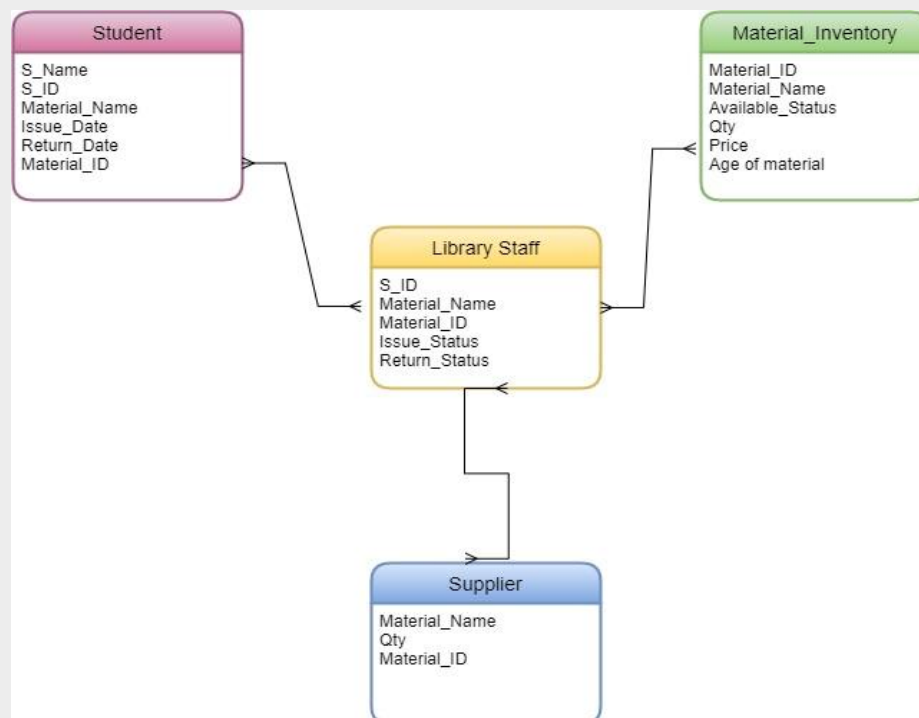 Student
S_Name
S_ID
Material_Name
Issue_Date
Return_Date
Material_ID
Material_Inventory
Material_ID
Material_Name
Available_Status
Qty
Price
Age of material
Library Staff
S_ID
Material_Name
Material_ID
Issue_Status
Return_Status
Supplier
Material_Name
Qty
Material_ID